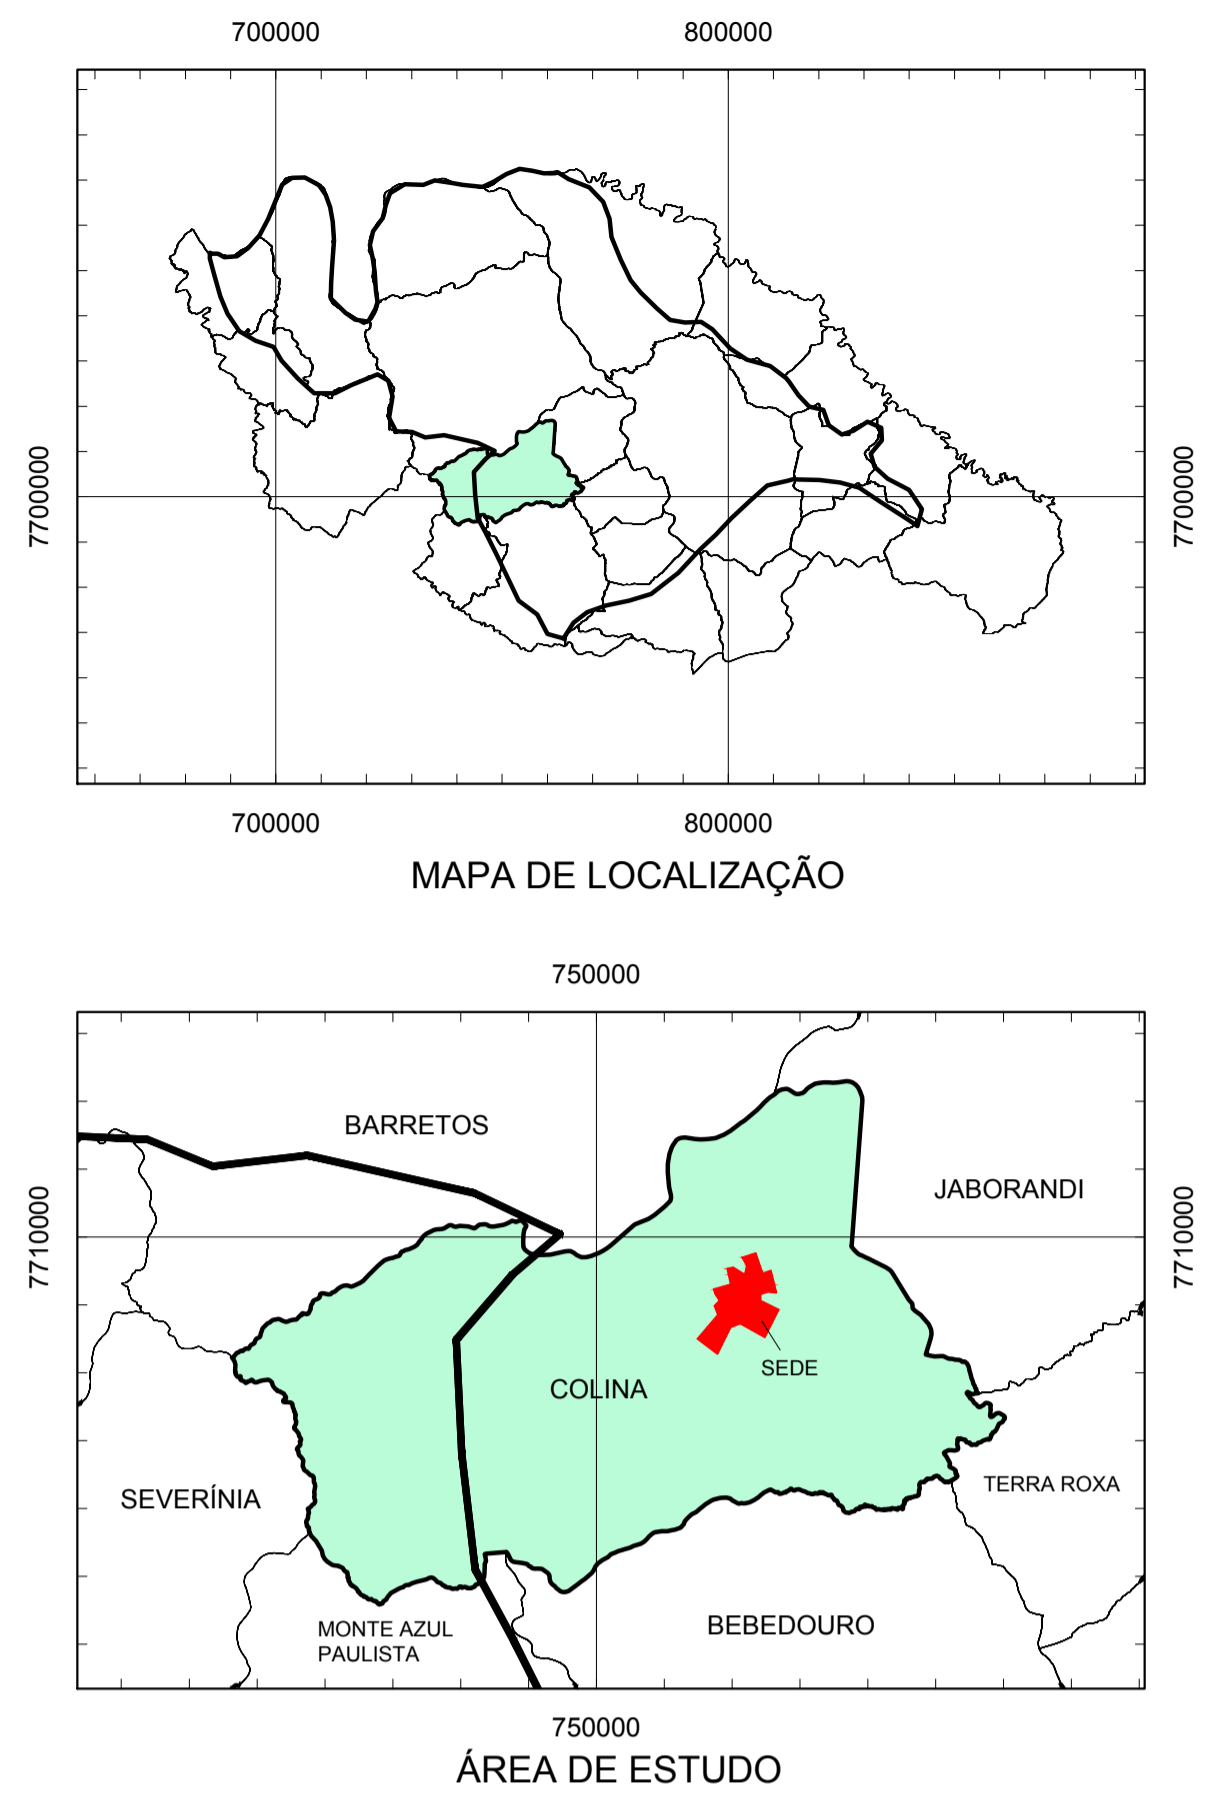 700000 800000
7700000 7700000
700000 800000
MAPA DE LOCALIZAÇÃO
750000
BARRETOS
JABORANDI
7710000 7710000
SEDE
COLINA
TERRA ROXA
SEVERÍNIA
BEBEDOURO
MONTE AZUL
PAULISTA
750000
ÁREA DE ESTUDO